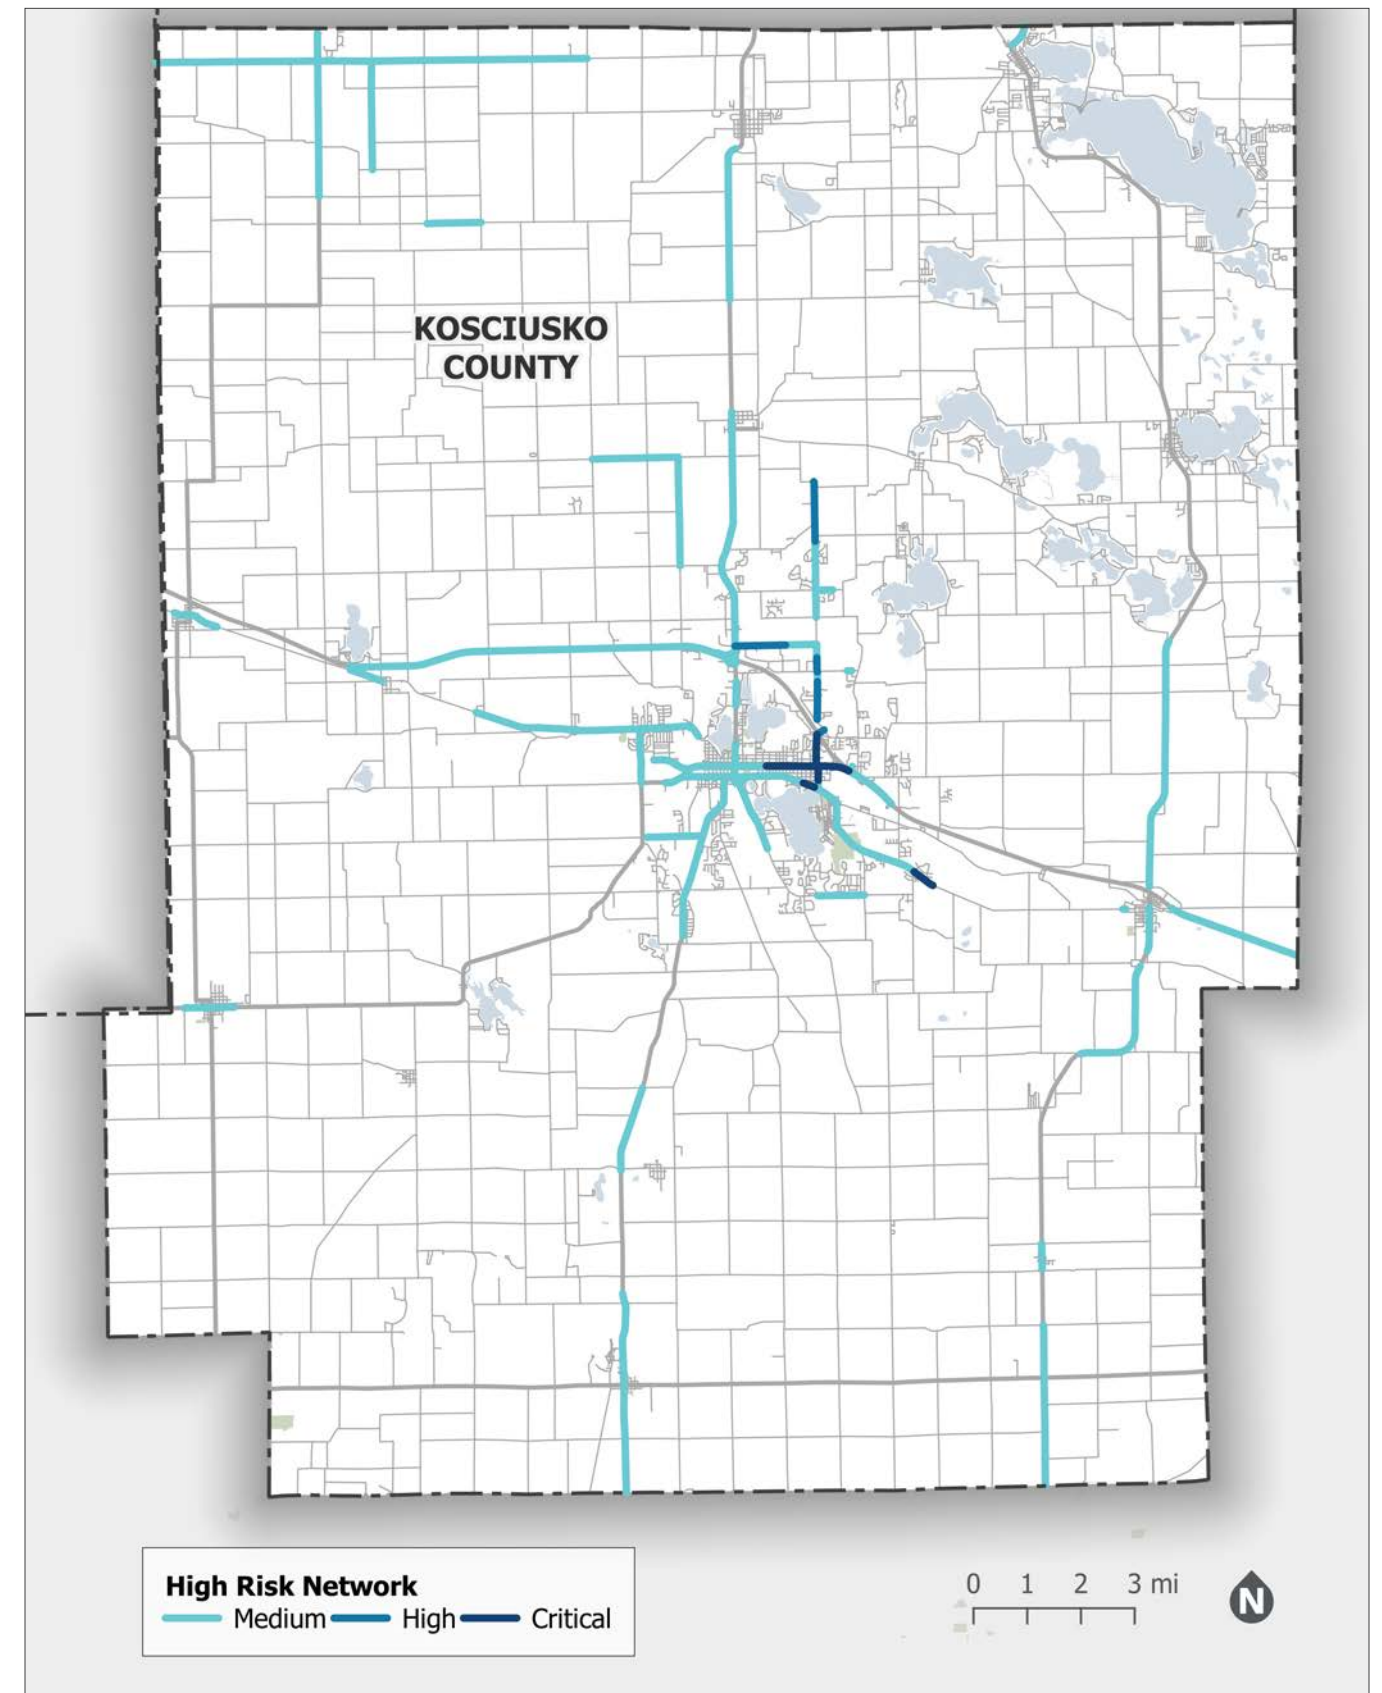 KOSCIUSKO
COUNTY
High Risk Network
Medium High Critical
0 1 2 3 mi
N